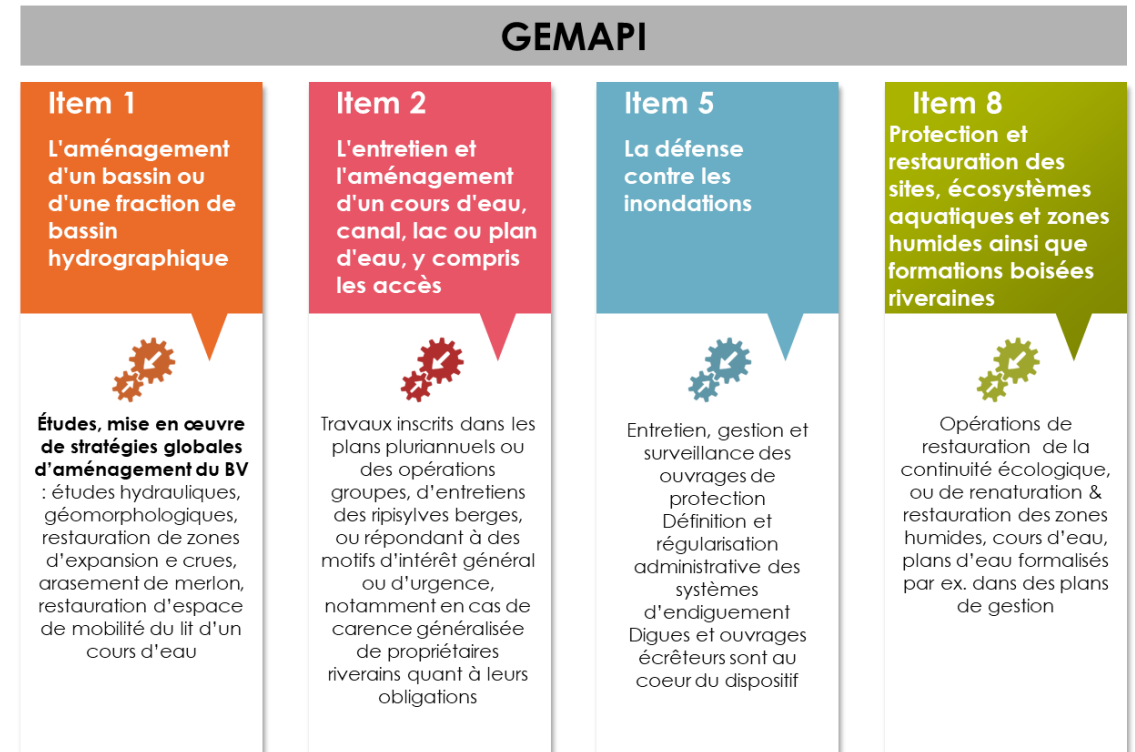 GEMAPI
Item 1
L'aménagement
d'un bassin ou
d'une fraction de
bassin
hydrographique
Études, mise en œuvre
de stratégies globales
d'aménagement du BV
: études hydrauliques,
géomorphologiques,
restauration de zones
d'expansion e crues,
arasement de merlon,
restauration d'espace
de mobilité du lit d'un
cours d'eau
Item 2
L'entretien et
l'aménagement
d'un cours d'eau,
canal, lac ou plan
d'eau, y compris
les accès
Travaux inscrits dans les
plans pluriannuels ou
des opérations
groupes, d'entretiens
des ripisylves berges,
ou répondant à des
motifs d'intérêt général
ou d'urgence,
notamment en cas de
carence généralisée
de propriétaires
riverains quant à leurs
obligations
Item 5
La défense
contre les
inondations
Entretien, gestion et
surveillance des
ouvrages de
protection
Définition et
régularisation
administrative des
systèmes
d'endiguement
Digues et ouvrages
écrêteurs sont au
coeur du dispositif
Item 8
Protection et
restauration des
sites, écosystèmes
aquatiques et zones
humides ainsi que
formations boisées
riveraines
Opérations de
restauration de la
continuité écologique,
ou de renaturation &
restauration des zones
humides, cours d'eau,
plans d'eau formalisés
par ex. dans des plans
de gestion